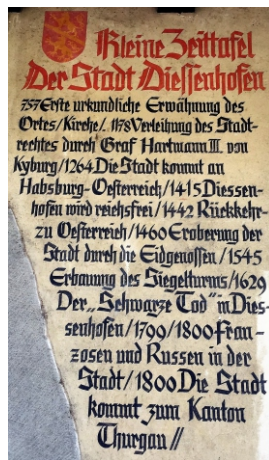 Kleine Zeittafel
Der Stadt Diessenhofen
757 Erste urkundliche Erwähnung des
Ortes/Kirche/. 1178 Verleihung des Stadt-
rechtes durch Graf Hartmann III. von
Kyburg/1264 Die Stadt kommt an
Habsburg-Oesterreich/1415 Diessen-
hofen wird reichsfrei/1442 Rückkehr
zu Oesterreich/1460 Eroberung der
Stadt durch die Eidgenossen/1545
Erbauung des Siegelturms/1629
Der „Schwarze Tod" in Dies-
senhofen/1799/1800 Fran-
zosen und Russen in der
Stadt/1800 Die Stadt
kommt zum Kanton
Thurgau//